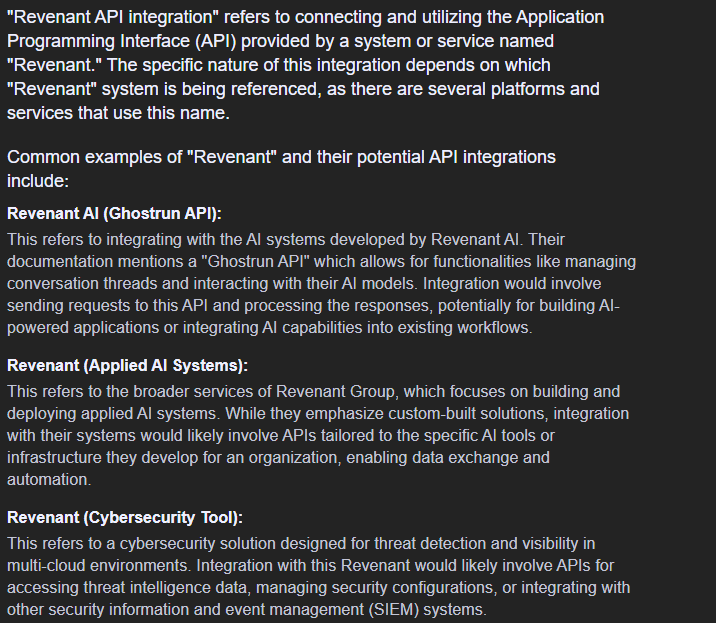 "Revenant API integration" refers to connecting and utilizing the Application
Programming Interface (API) provided by a system or service named
"Revenant." The specific nature of this integration depends on which
"Revenant" system is being referenced, as there are several platforms and
services that use this name.
Common examples of "Revenant" and their potential API integrations
include:
Revenant AI (Ghostrun API):
This refers to integrating with the AI systems developed by Revenant AI. Their
documentation mentions a "Ghostrun API" which allows for functionalities like managing
conversation threads and interacting with their AI models. Integration would involve
sending requests to this API and processing the responses, potentially for building AI-
powered applications or integrating AI capabilities into existing workflows.
Revenant (Applied AI Systems):
This refers to the broader services of Revenant Group, which focuses on building and
deploying applied AI systems. While they emphasize custom-built solutions, integration
with their systems would likely involve APIs tailored to the specific AI tools or
infrastructure they develop for an organization, enabling data exchange and
automation.
Revenant (Cybersecurity Tool):
This refers to a cybersecurity solution designed for threat detection and visibility in
multi-cloud environments. Integration with this Revenant would likely involve APIs for
accessing threat intelligence data, managing security configurations, or integrating with
other security information and event management (SIEM) systems.